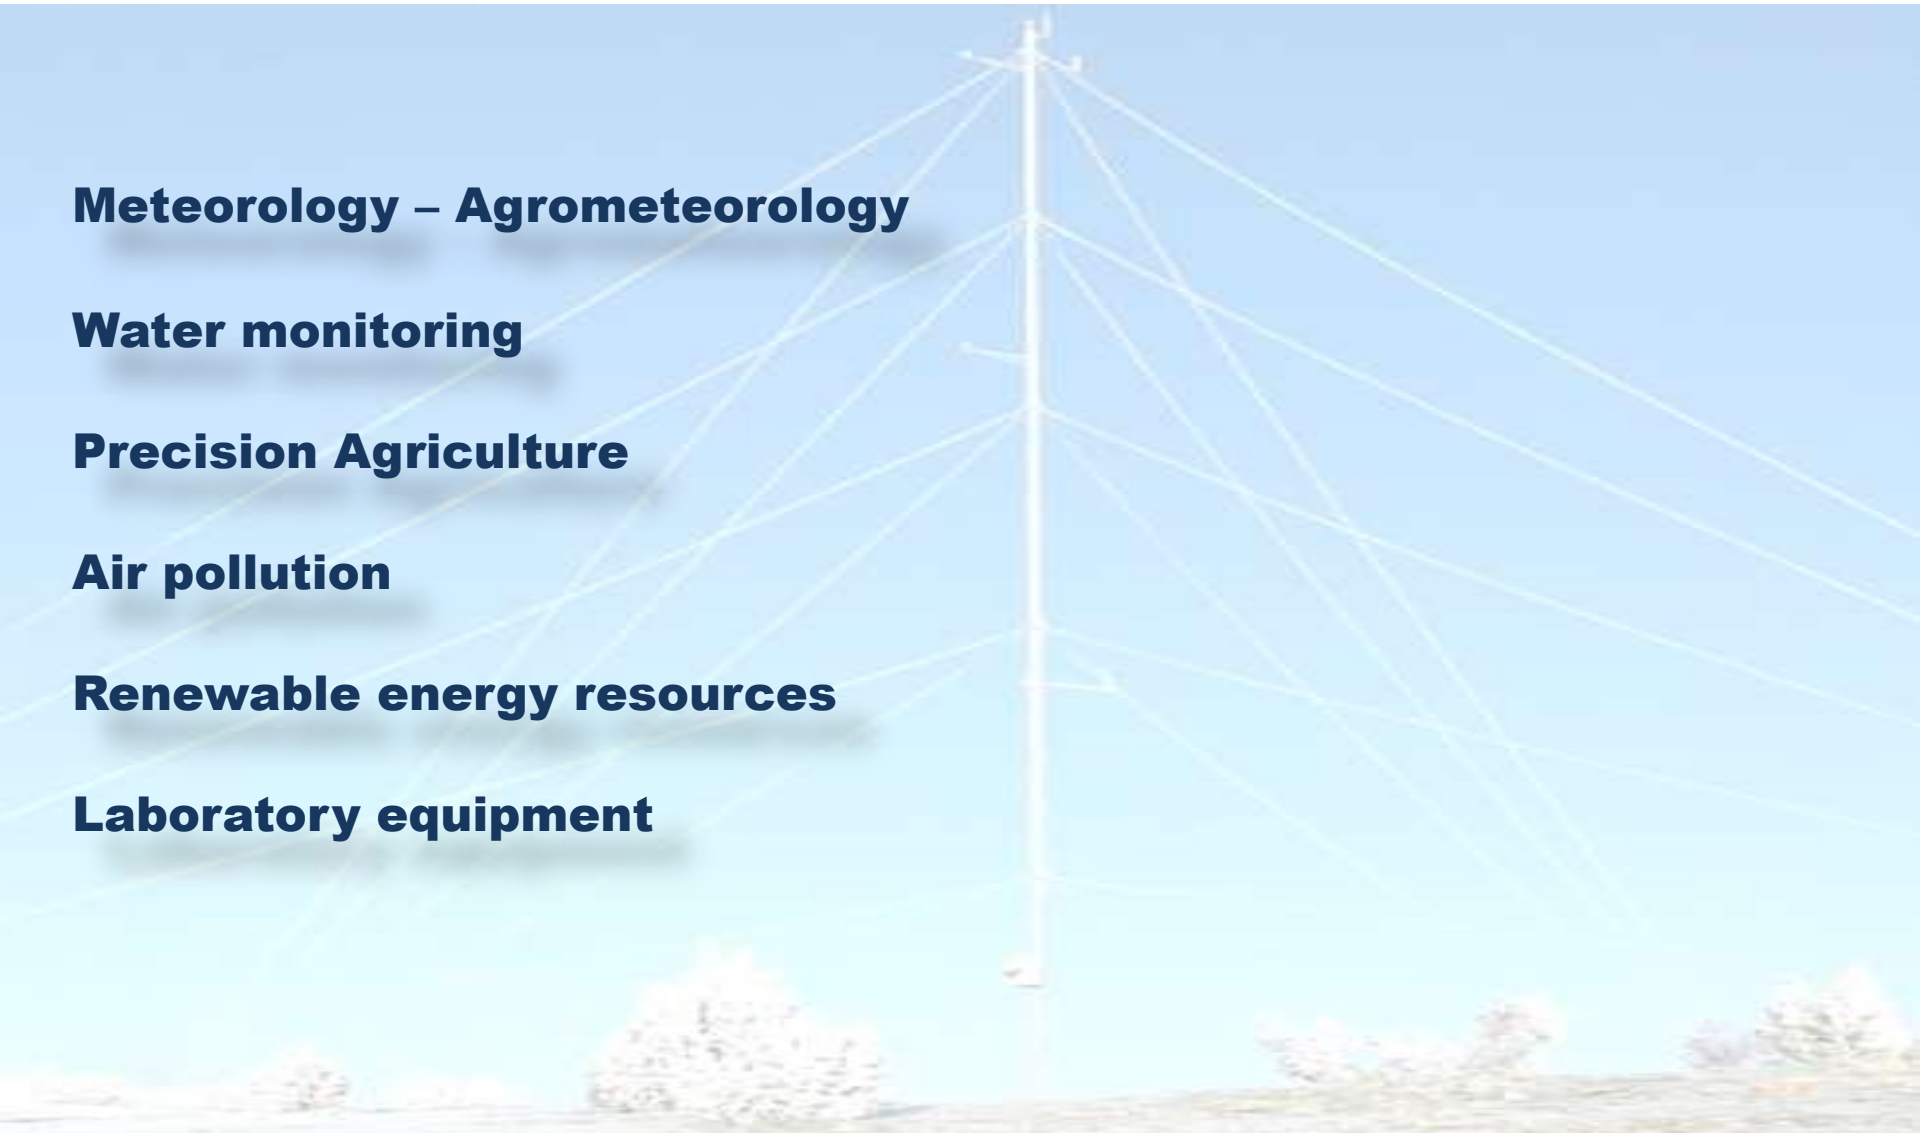 Meteorology – Agrometeorology
Water monitoring
Precision Agriculture
Air pollution
Renewable energy resources
Laboratory equipment